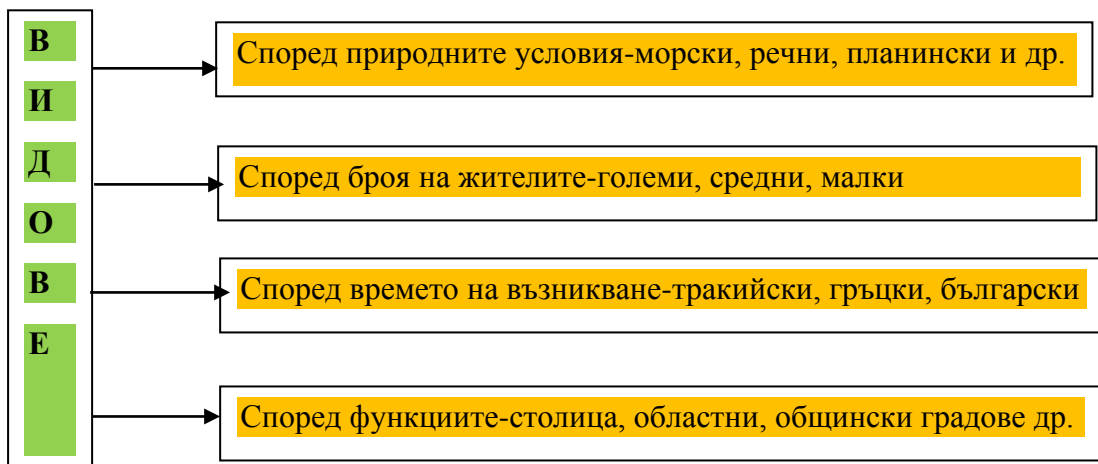 В
И
Д
О
В
Е
Според природните условия-морски, речни, планински и др.
Според броя на жителите-големи, средни, малки
Според времето на възникване-тракийски, гръцки, български
Според функциите-столица, областни, общински градове др.